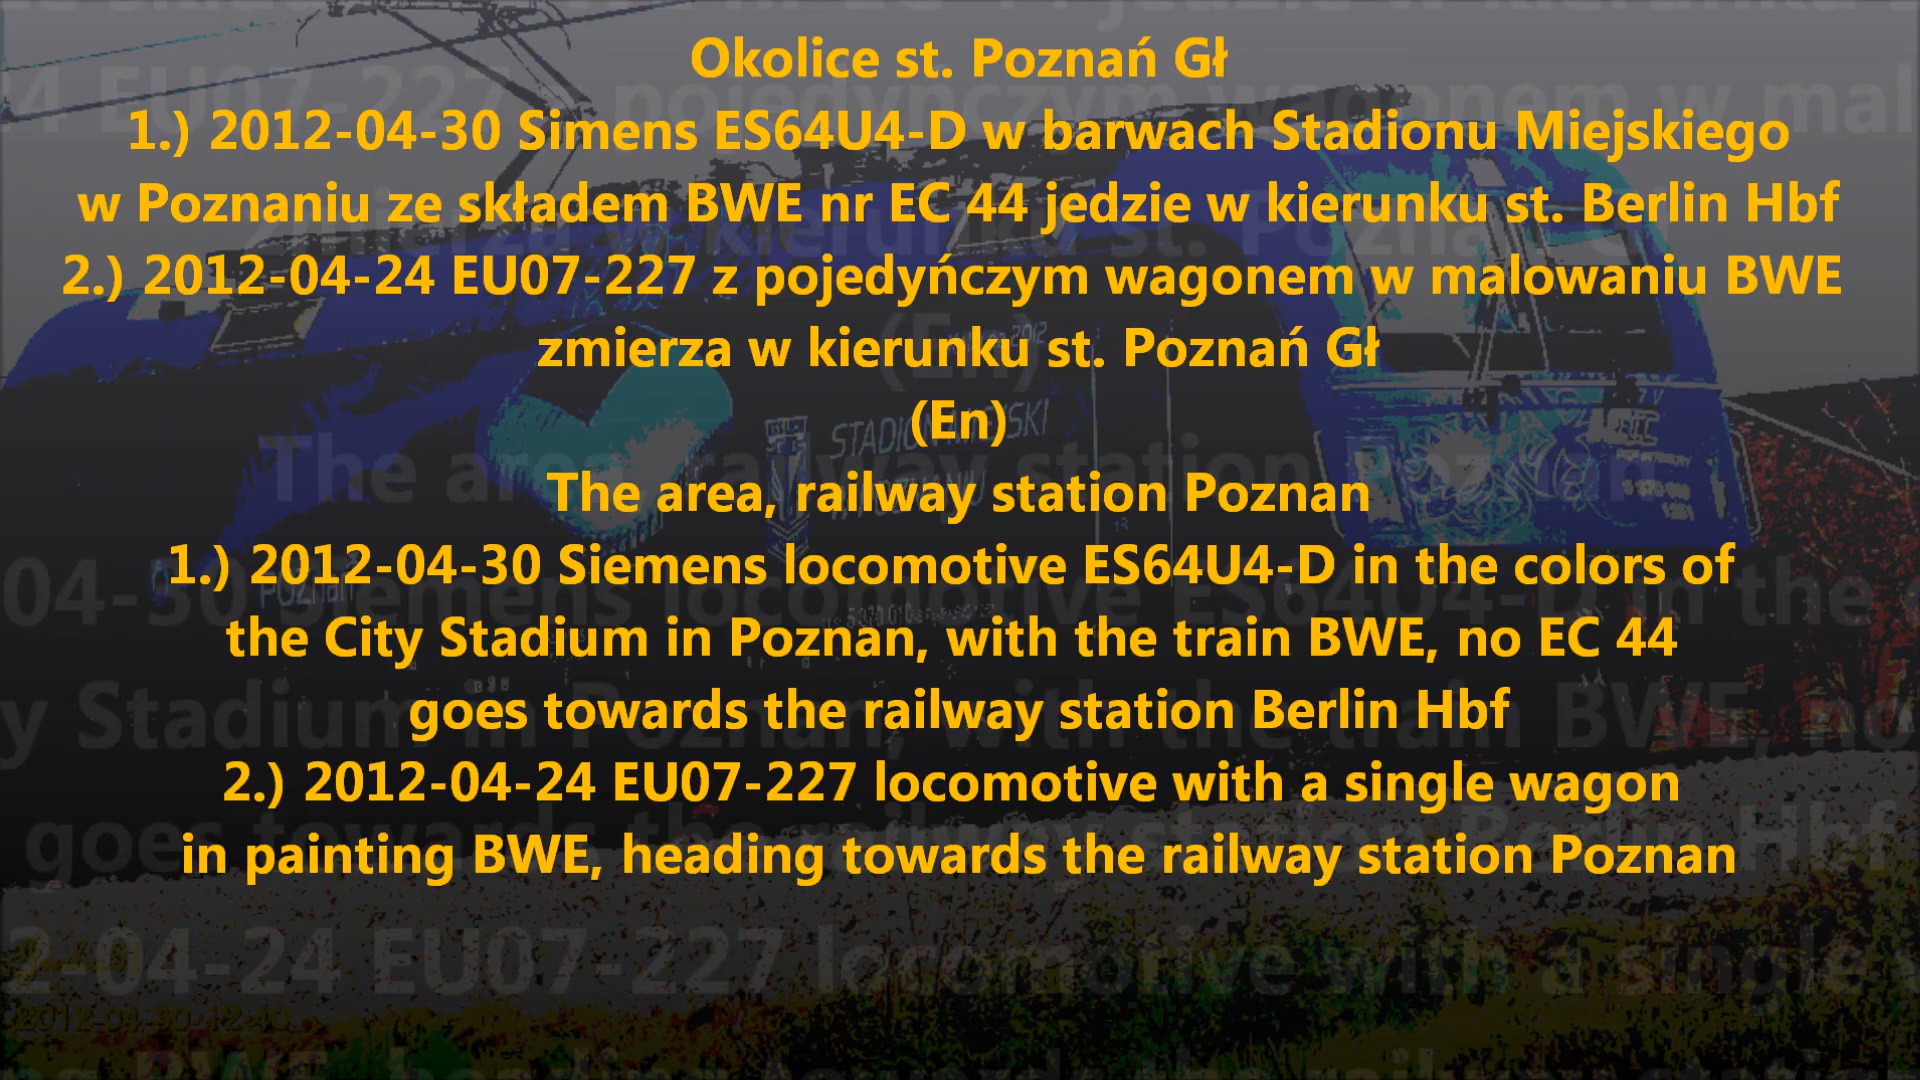 Okolice st. Poznań Gł
1.) 2012-04-30 Simens ES64U4-D w barwach Stadionu Miejskiego
w Poznaniu ze składem BWE nr EC 44 jedzie w kierunku st. Berlin Hbf
2.) 2012-04-24 EU07-227 z pojedyńczym wagonem w malowaniu BWE
zmierza w kierunku st. Poznań Gł
(En)
The area, railway station Poznan
1.) 2012-04-30 Siemens locomotive ES64U4-D in the colors of
the City Stadium in Poznan, with the train BWE, no EC 44
goes towards the railway station Berlin Hbf
2.) 2012-04-24 EU07-227 locomotive with a single wagon
in painting BWE, heading towards the railway station Poznan